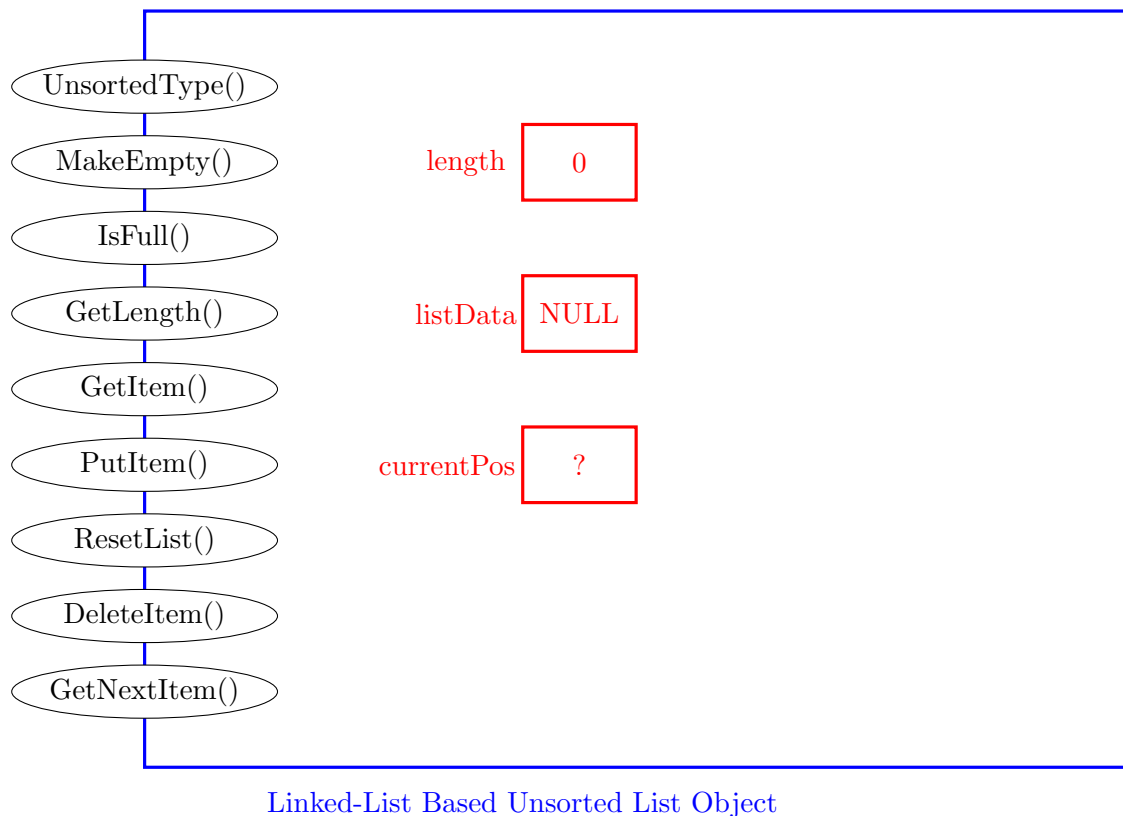 UnsortedType()
MakeEmpty()
length 0
IsFull()
GetLength()
listData NULL
GetItem()
PutItem()
currentPos ?
ResetList()
DeleteItem()
GetNextItem()
Linked-List Based Unsorted List Object